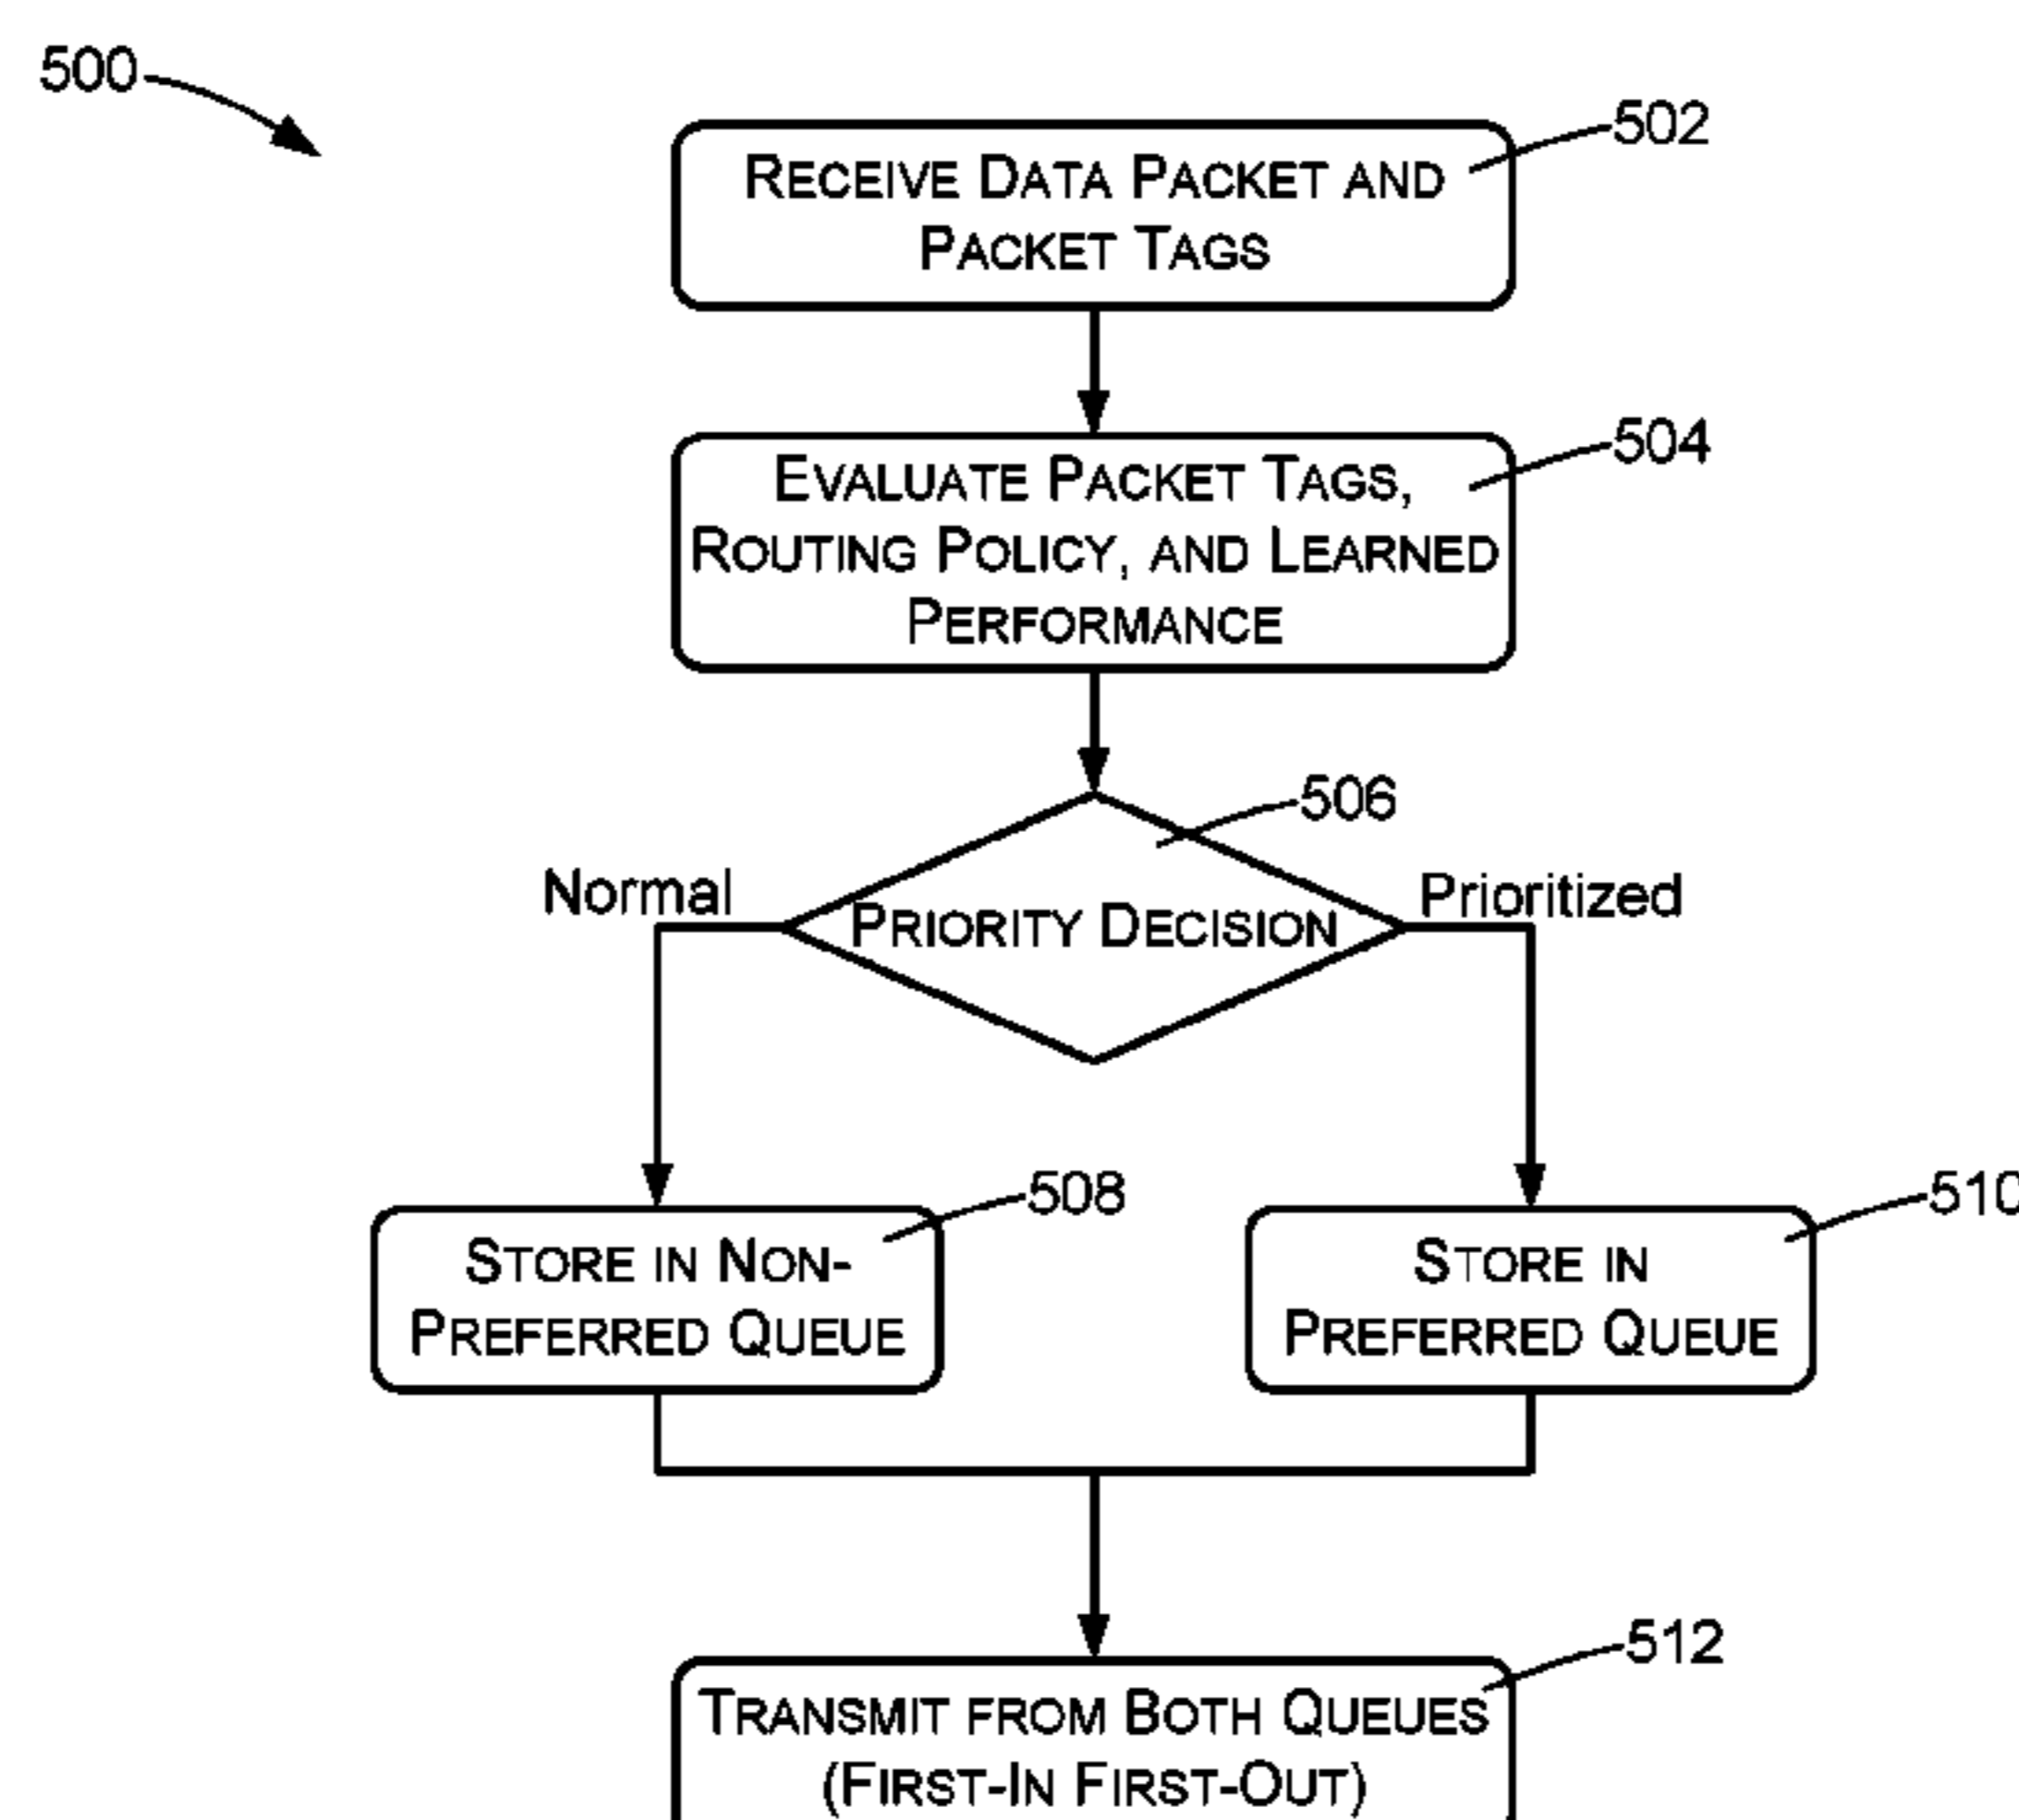 500
502
RECEIVE DATA PACKET AND
PACKET TAGS
504
EVALUATE PACKET TAGS,
ROUTING POLICY, AND LEARNED
PERFORMANCE
506
Normal
Prioritized
PRIORITY DECISION
508
510
STORE IN NON-
PREFERRED QUEUE
STORE IN
PREFERRED QUEUE
512
TRANSMIT FROM BOTH QUEUES
(FIRST-IN FIRST-OUT)